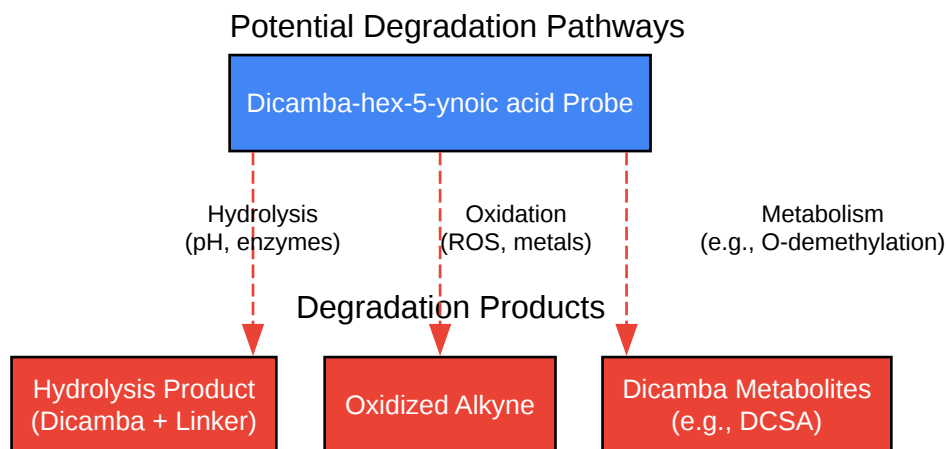 Potential Degradation Pathways
Dicamba-hex-5-ynoic acid Probe
Hydrolysis
(pH, enzymes)
Oxidation
(ROS, metals)
Metabolism
(e.g., O-demethylation)
Degradation Products
Hydrolysis Product
(Dicamba + Linker)
Oxidized Alkyne
Dicamba Metabolites
(e.g., DCSA)